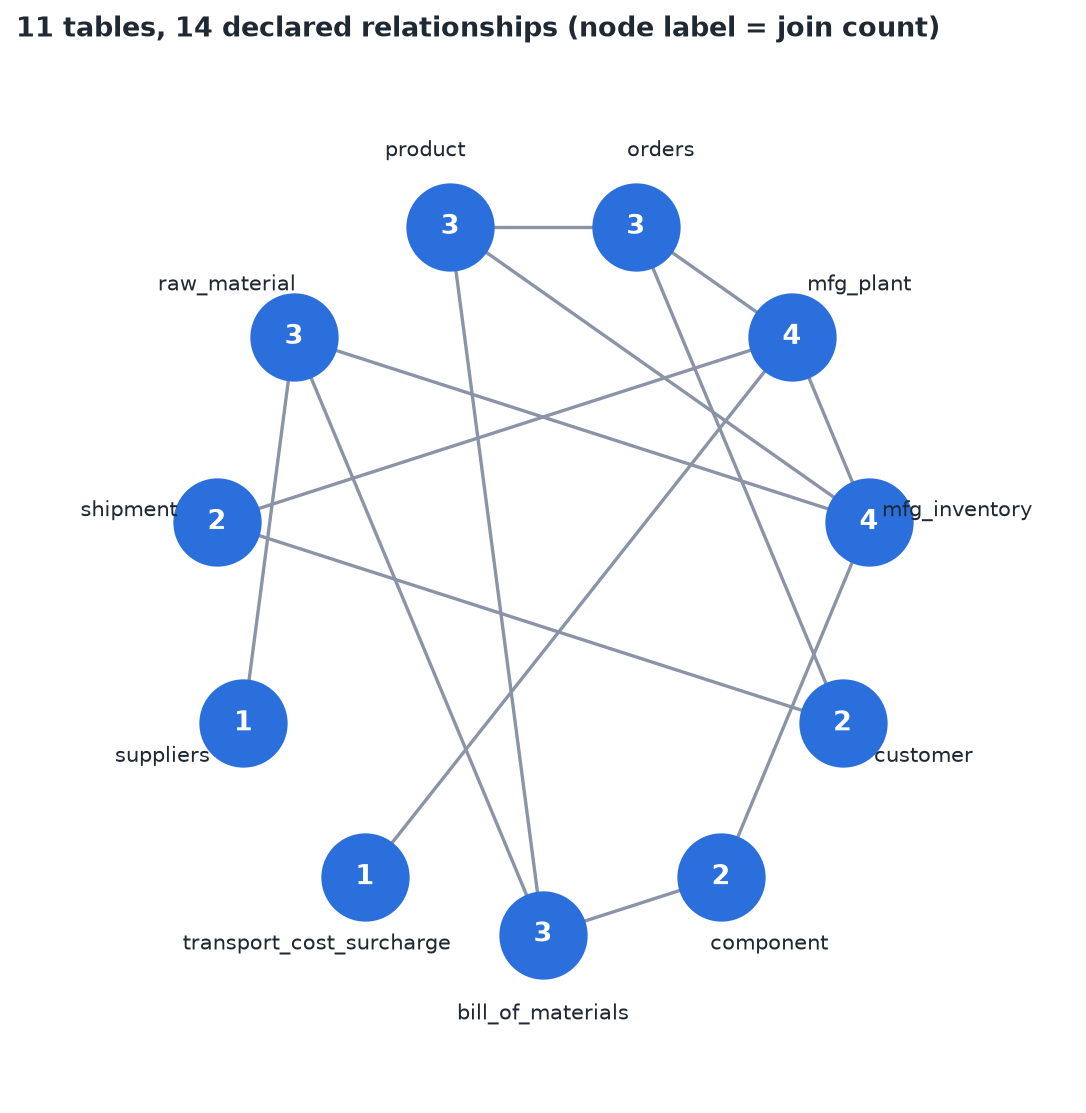 11 tables, 14 declared relationships (node label = join count)
product
orders
3
3
raw_material
mfg_plant
3
4
shipment
2
4
mfg_inventory
1
2
suppliers
customer
1
2
3
transport_cost_surcharge
component
bill_of_materials